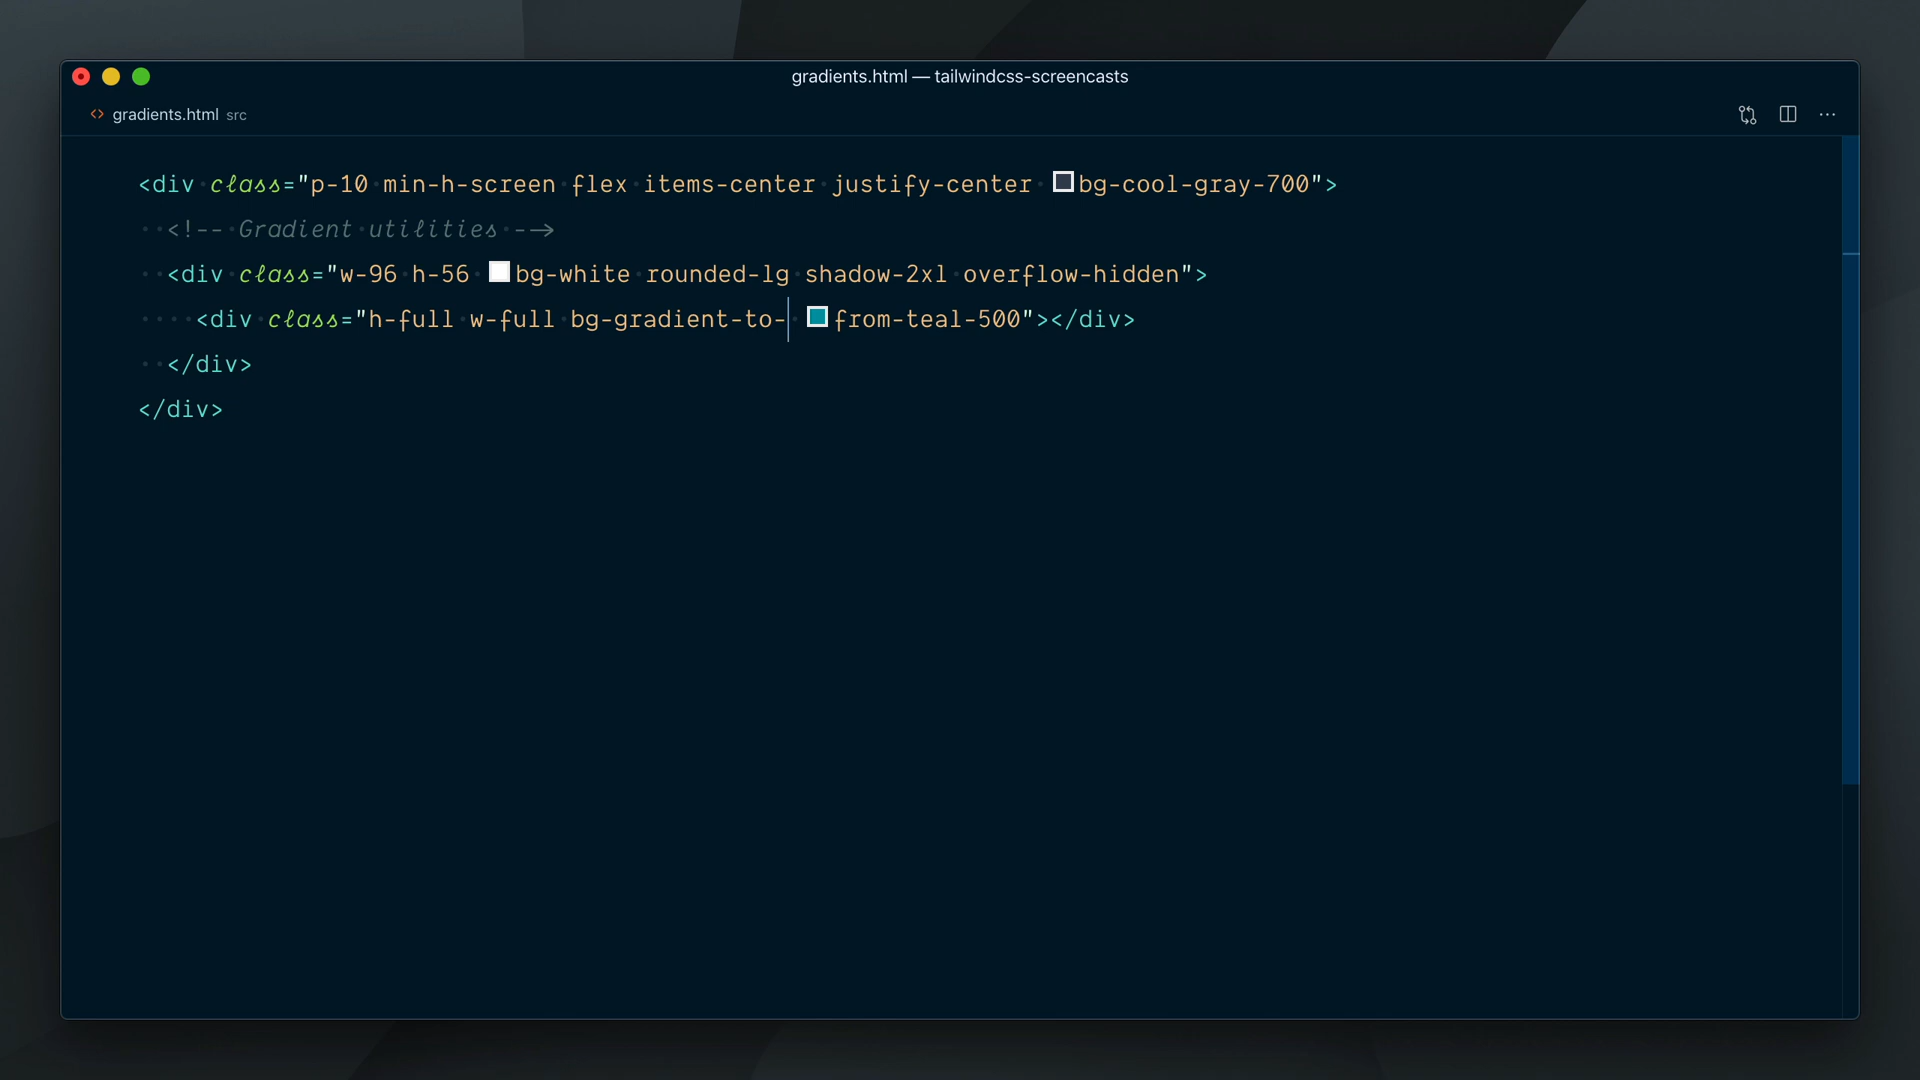 gradients.html — tailwindcss-screencasts
<> gradients.html src
<div class="p-10 min-h-screen flex items-center justify-center bg-cool-gray-700">
<!-- Gradient utilities -->
<div class="w-96 h-56 bg-white rounded-lg shadow-2xl overflow-hidden">
<div class="h-full w-full bg-gradient-to- from-teal-500"></div>
</div>
</div>